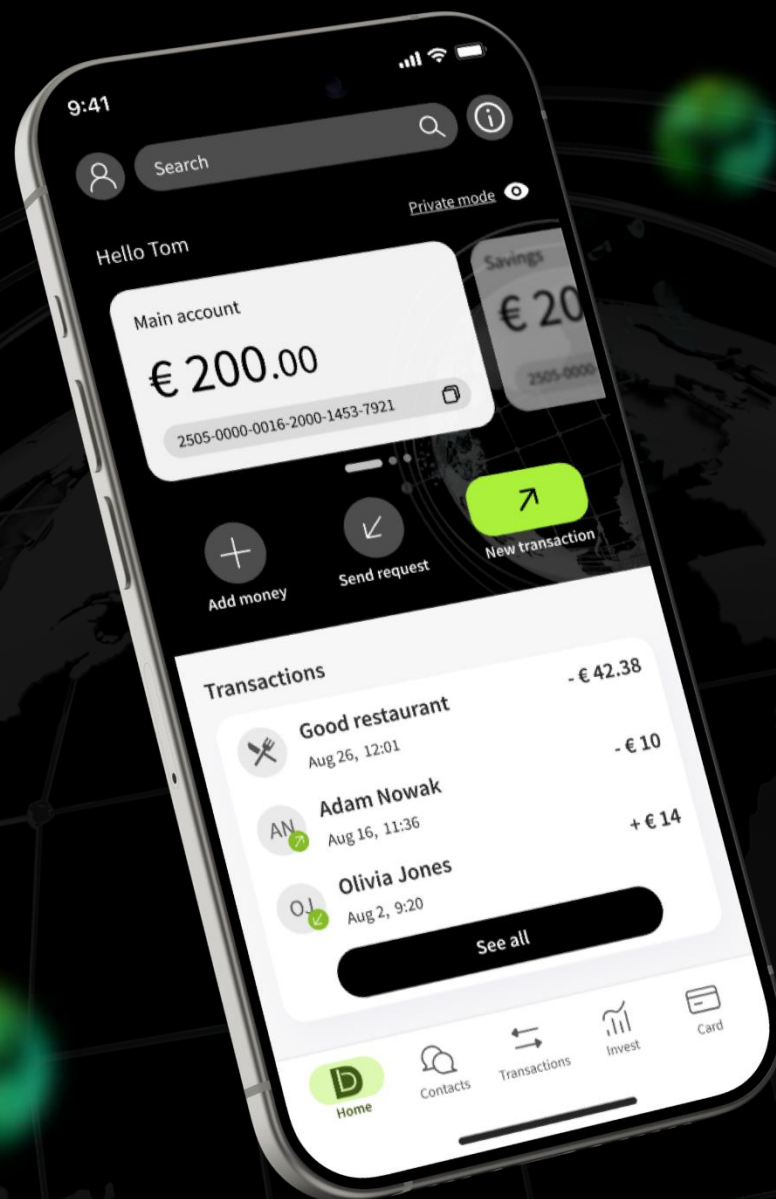 9:41
Search
Private mode
Hello Tom
Main account
€ 200.00
2505-0000-0016-2000-1453-7921
Savings
€ 20
2505-0000-
Add money
Send request
New transaction
Transactions
Good restaurant
- € 42.38
Aug 26, 12:01
AN
Adam Nowak
- € 10
Aug 16, 11:36
OJ
Olivia Jones
+ € 14
Aug 2, 9:20
See all
Home
Contacts
Transactions
Invest
Card